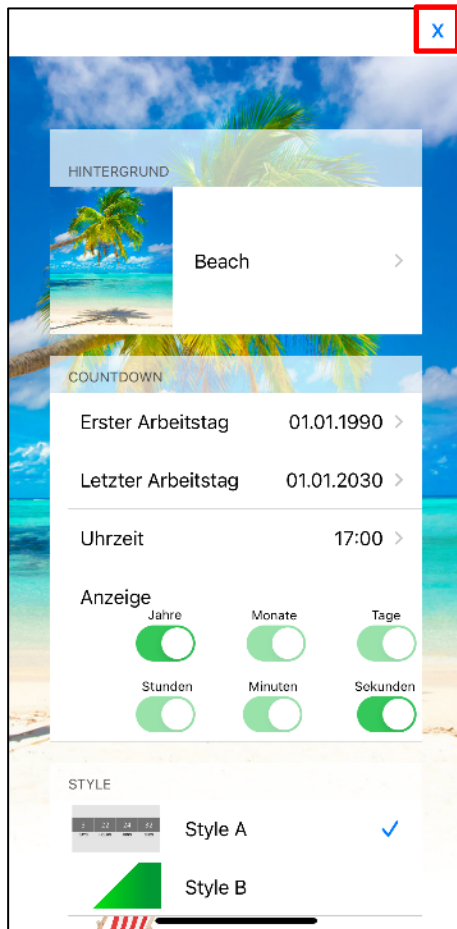 X
HINTERGRUND
Beach
COUNTDOWN
Erster Arbeitstag 01.01.1990
Letzter Arbeitstag 01.01.2030
Uhrzeit 17:00
Anzeige
Jahre Monate Tage
Stunden Minuten Sekunden
STYLE
Style A
Style B